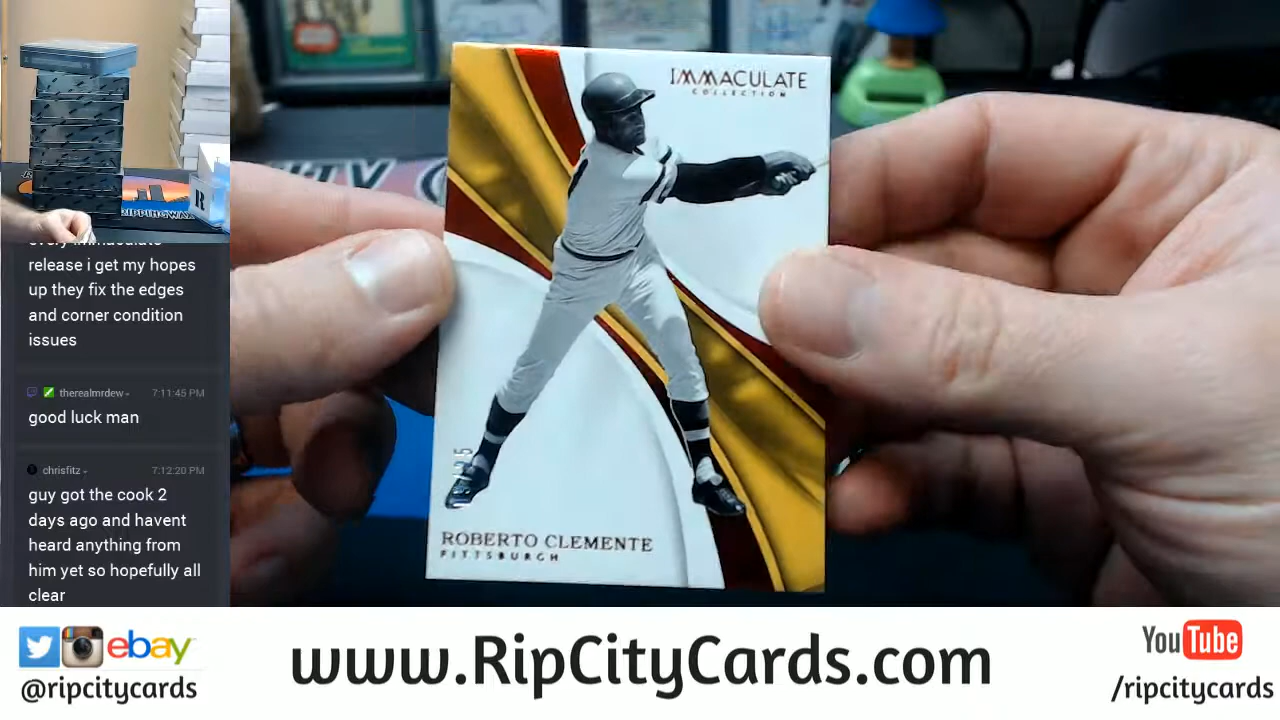 IMMACULATE
COLLECTION
ROBERTO CLEMENTE
PITTSBURGH
RIPPINGWAX
R
release i get my hopes
up they fix the edges
and corner condition
issues
therealmrdew
7:11:45 PM
good luck man
chrisfitz
7:12:20 PM
guy got the cook 2
days ago and havent
heard anything from
him yet so hopefully all
clear
ebay
@ripcitycards
www.RipCityCards.com
YouTube
/ripcitycards